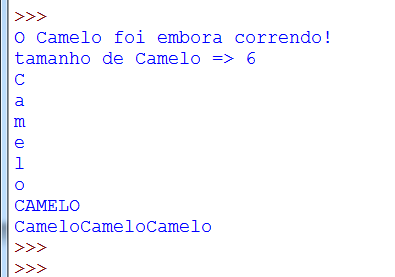 >>>
O Camelo foi embora correndo!
tamanho de Camelo => 6
C
a
m
e
l
o
CAMELO
CameloCameloCamelo
>>>
>>>